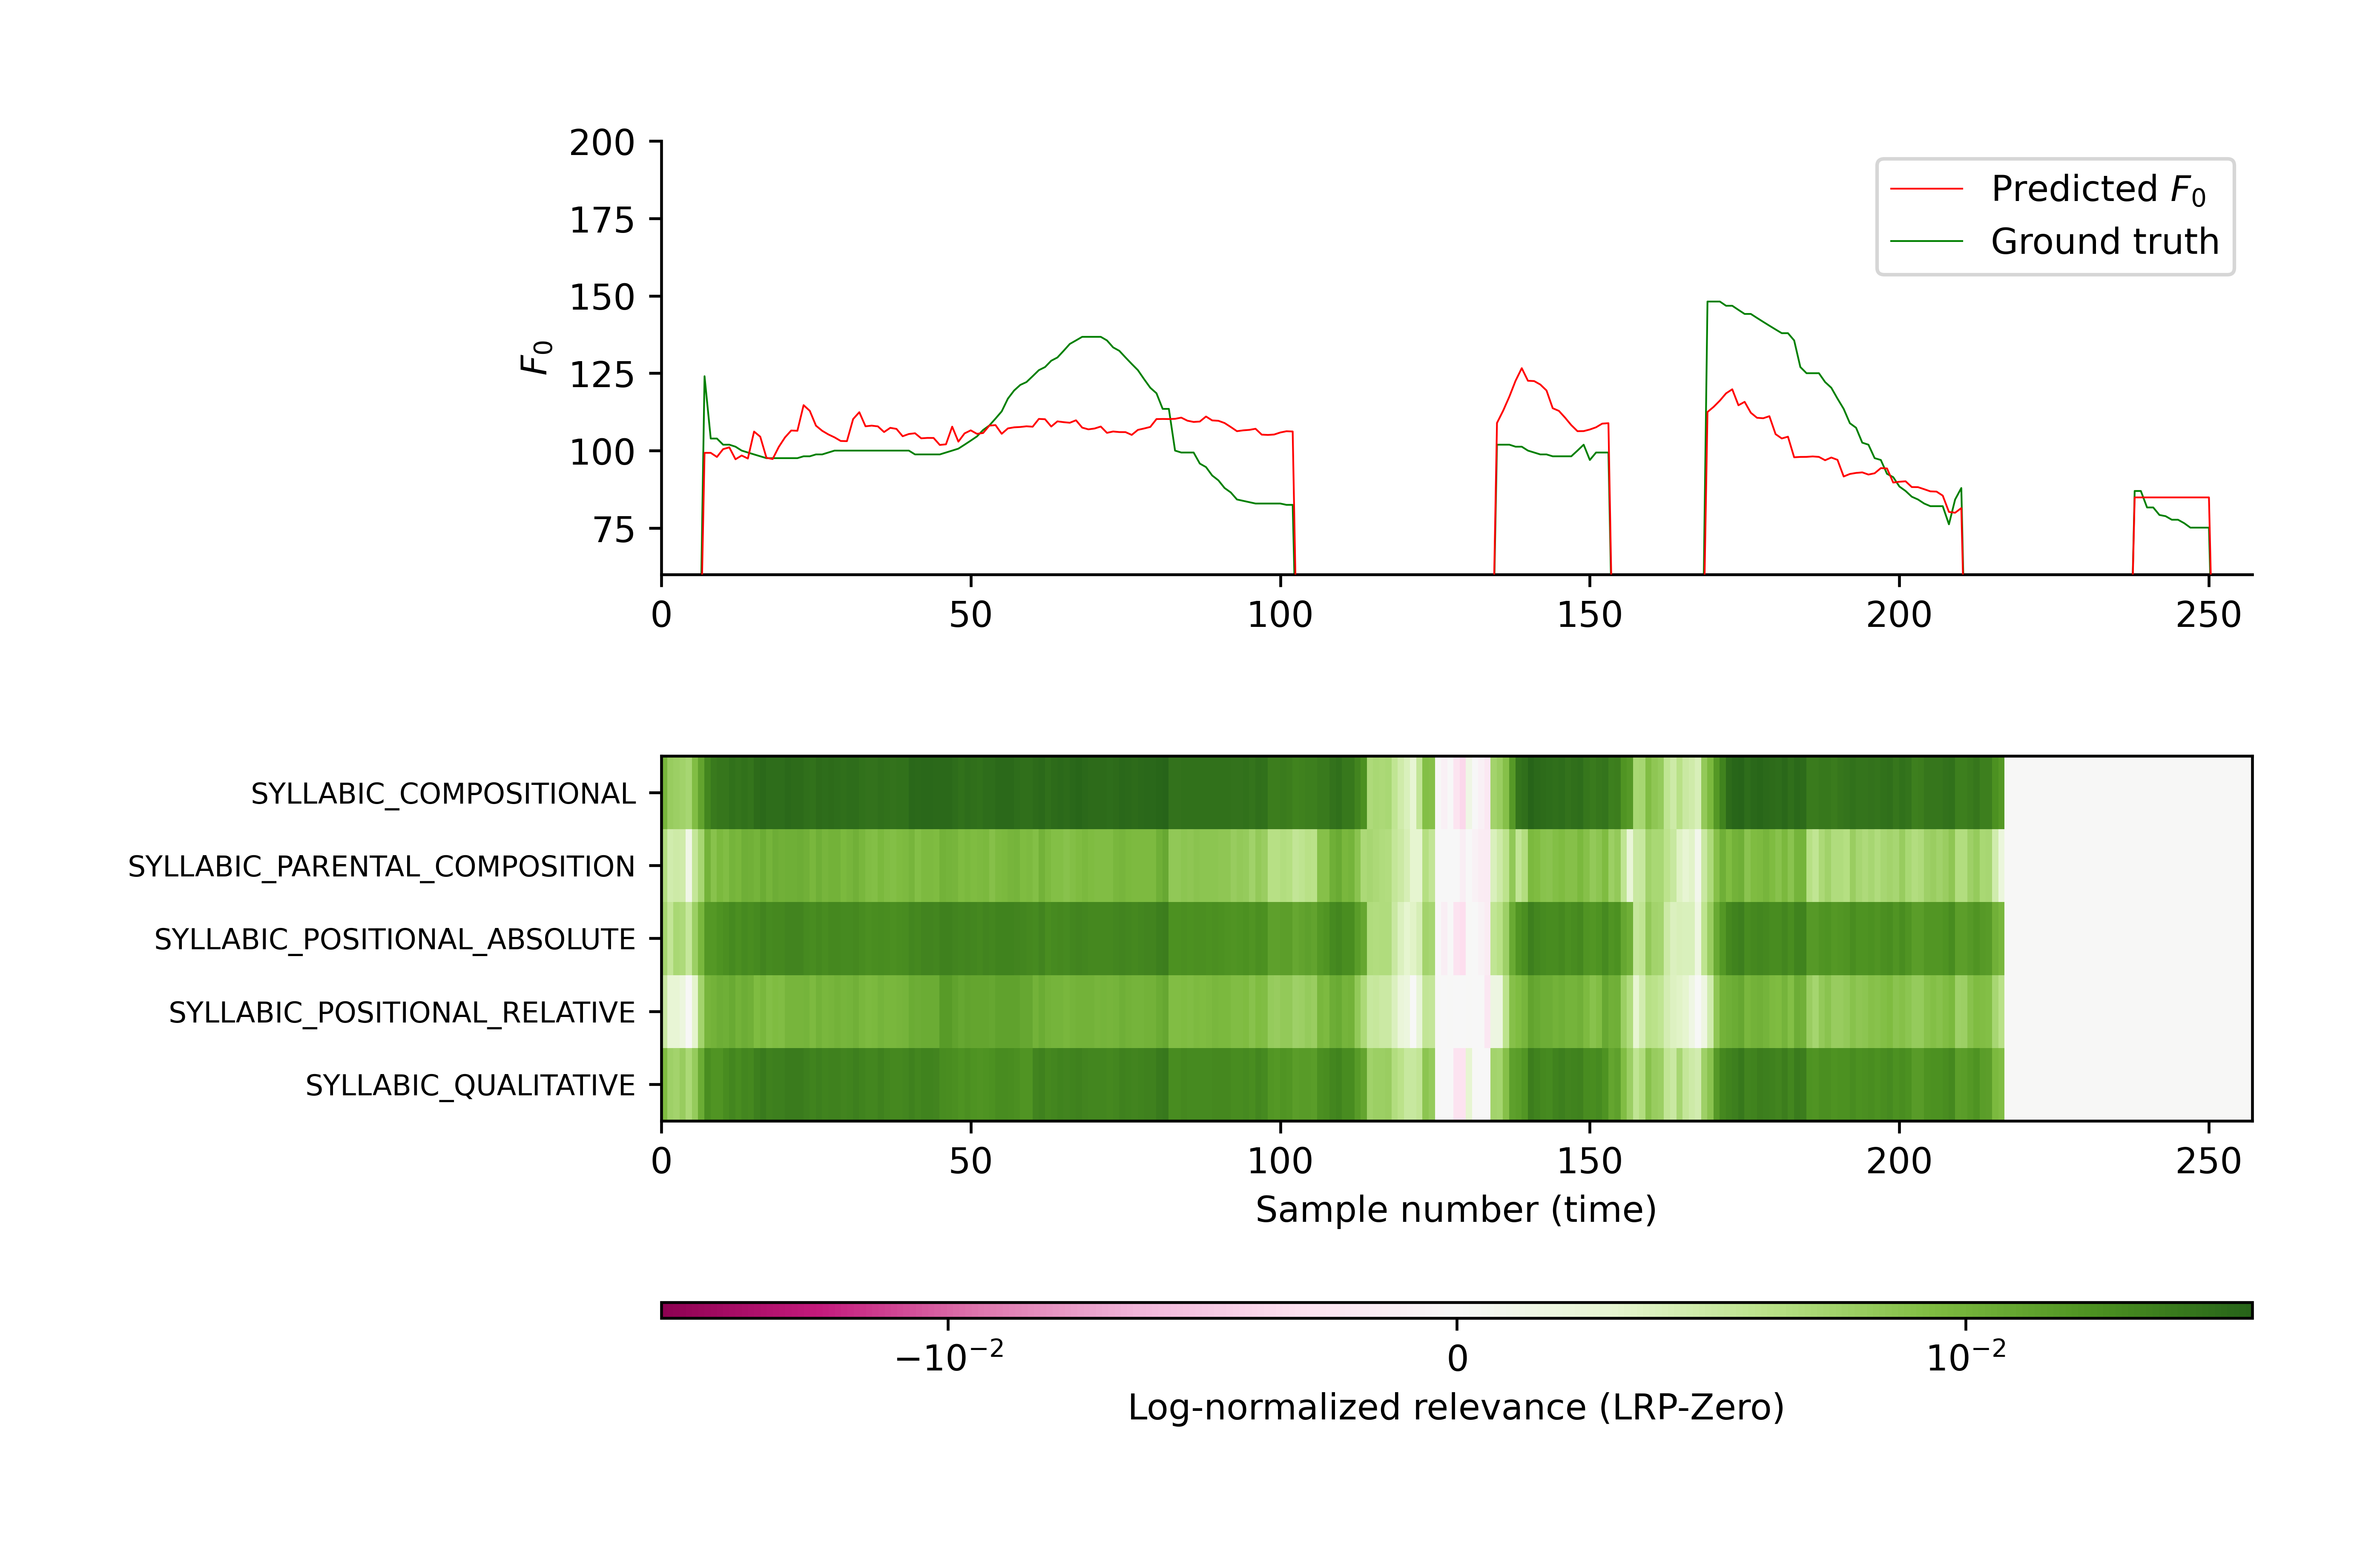 200
175
150
125
100
75
F₀
Predicted F₀
Ground truth
0 50 100 150 200 250
SYLLABIC_COMPOSITIONAL
SYLLABIC_PARENTAL_COMPOSITION
SYLLABIC_POSITIONAL_ABSOLUTE
SYLLABIC_POSITIONAL_RELATIVE
SYLLABIC_QUALITATIVE
0 50 100 150 200 250
Sample number (time)
−10⁻² 0 10⁻²
Log-normalized relevance (LRP-Zero)